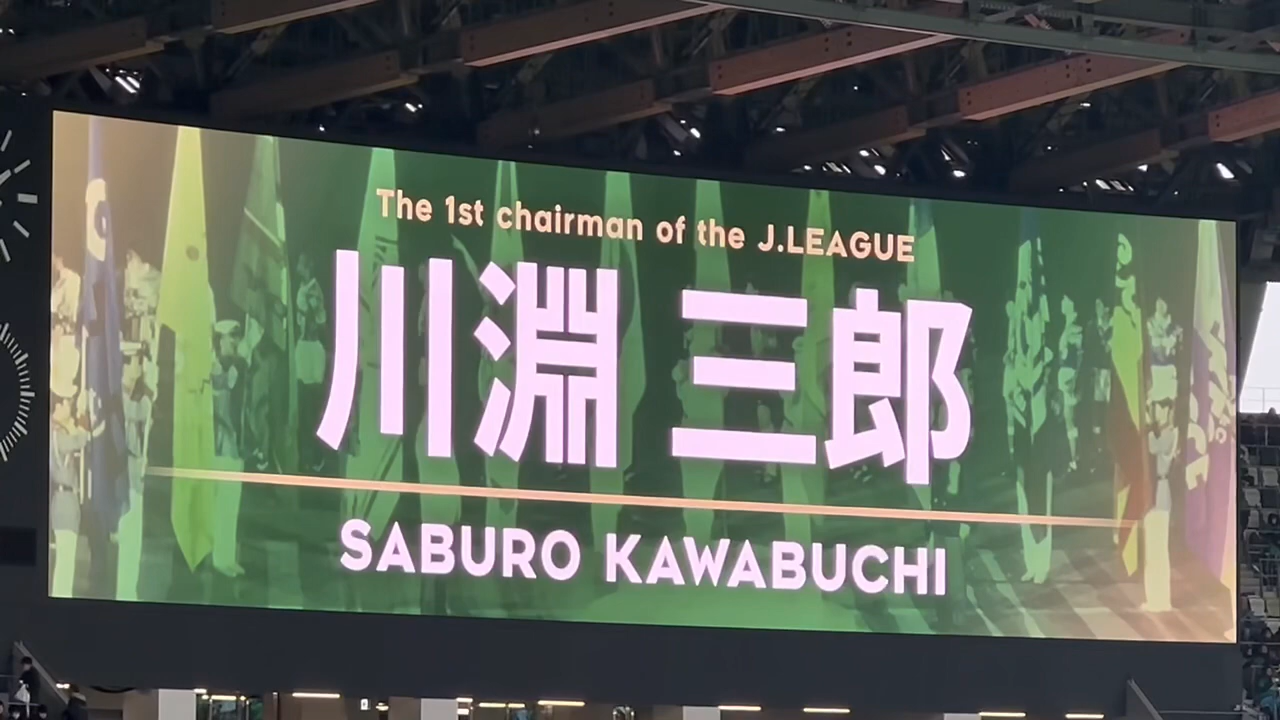 The 1st chairman of the J.LEAGUE
川淵 三郎
SABURO KAWABUCHI